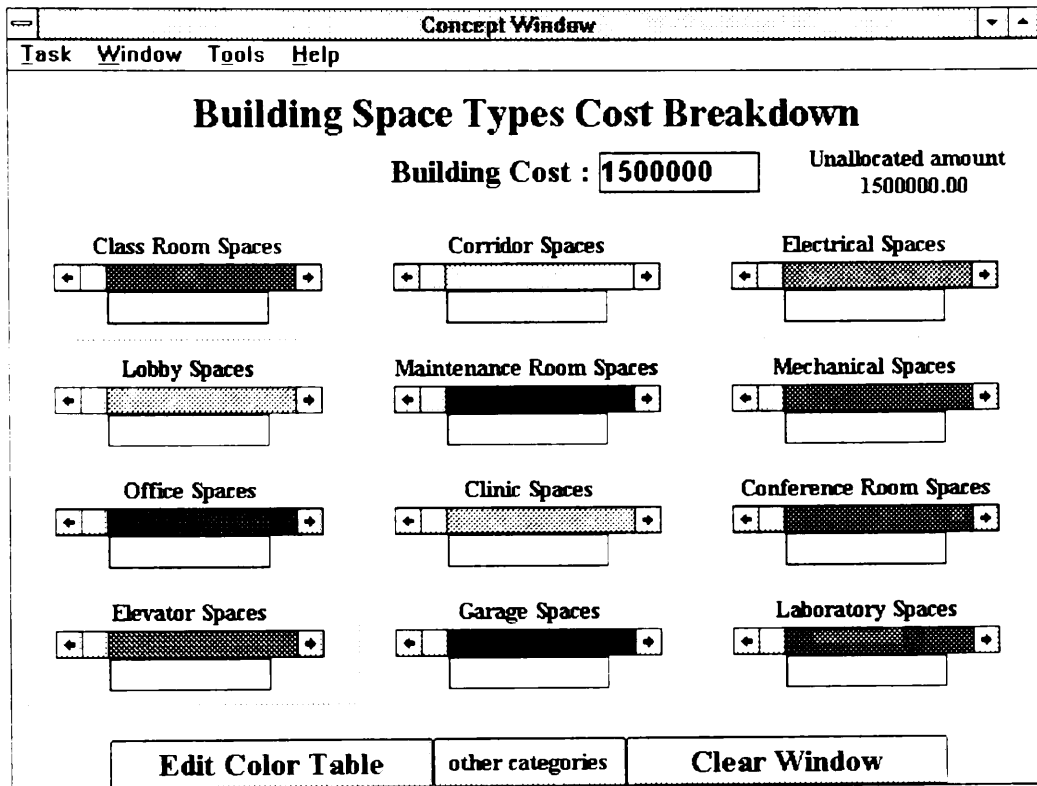 Concept Window
Task Window Tools Help
Building Space Types Cost Breakdown
Building Cost : 1500000
Unallocated amount
1500000.00
Class Room Spaces
Corridor Spaces
Electrical Spaces
Lobby Spaces
Maintenance Room Spaces
Mechanical Spaces
Office Spaces
Clinic Spaces
Conference Room Spaces
Elevator Spaces
Garage Spaces
Laboratory Spaces
Edit Color Table
other categories
Clear Window